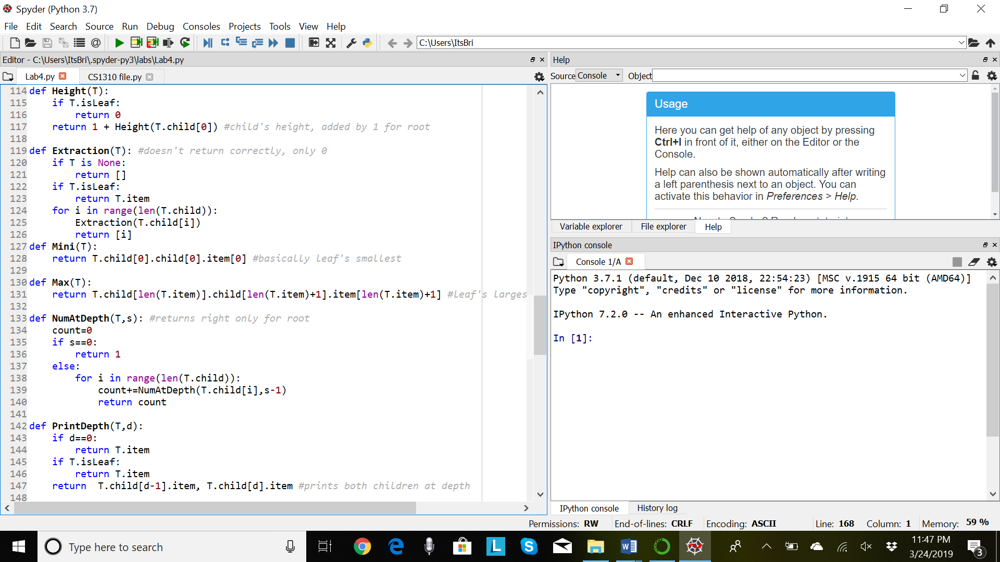 Spyder (Python 3.7)
File Edit Search Source Run Debug Consoles Projects Tools View Help
C:\Users\ItsBri
Editor - C:\Users\ItsBri\.spyder-py3\labs\Lab4.py
Lab4.py CS1310 file.py
114 def Height(T):
115     if T.isLeaf:
116         return 0
117     return 1 + Height(T.child[0]) #child's height, added by 1 for root
118
119 def Extraction(T): #doesn't return correctly, only 0
120     if T is None:
121         return []
122     if T.isLeaf:
123         return T.item
124     for i in range(len(T.child)):
125         Extraction(T.child[i])
126         return [i]
127 def Mini(T):
128     return T.child[0].child[0].item[0] #basically leaf's smallest
129
130 def Max(T):
131     return T.child[len(T.item)].child[len(T.item)+1].item[len(T.item)+1] #leaf's larges
132
133 def NumAtDepth(T,s): #returns right only for root
134     count=0
135     if s==0:
136         return 1
137     else:
138         for i in range(len(T.child)):
139             count+=NumAtDepth(T.child[i],s-1)
140             return count
141
142 def PrintDepth(T,d):
143     if d==0:
144         return T.item
145     if T.isLeaf:
146         return T.item
147     return  T.child[d-1].item, T.child[d].item #prints both children at depth
148
Help
Source Console Object
Usage
Here you can get help of any object by pressing
Ctrl+I in front of it, either on the Editor or the
Console.
Help can also be shown automatically after writing
a left parenthesis next to an object. You can
activate this behavior in Preferences > Help.
Variable explorer File explorer Help
IPython console
Console 1/A
Python 3.7.1 (default, Dec 10 2018, 22:54:23) [MSC v.1915 64 bit (AMD64)]
Type "copyright", "credits" or "license" for more information.
IPython 7.2.0 -- An enhanced Interactive Python.
In [1]:
IPython console History log
Permissions: RW End-of-lines: CRLF Encoding: ASCII Line: 168 Column: 1 Memory: 59 %
Type here to search
11:47 PM
3/24/2019
3